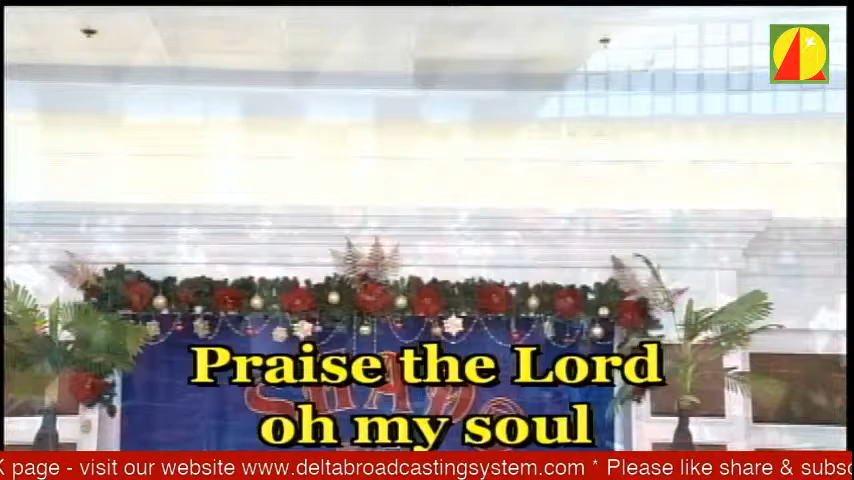 Praise the Lord
oh my soul
K page - visit our website www.deltabroadcastingsystem.com * Please like share & subsc